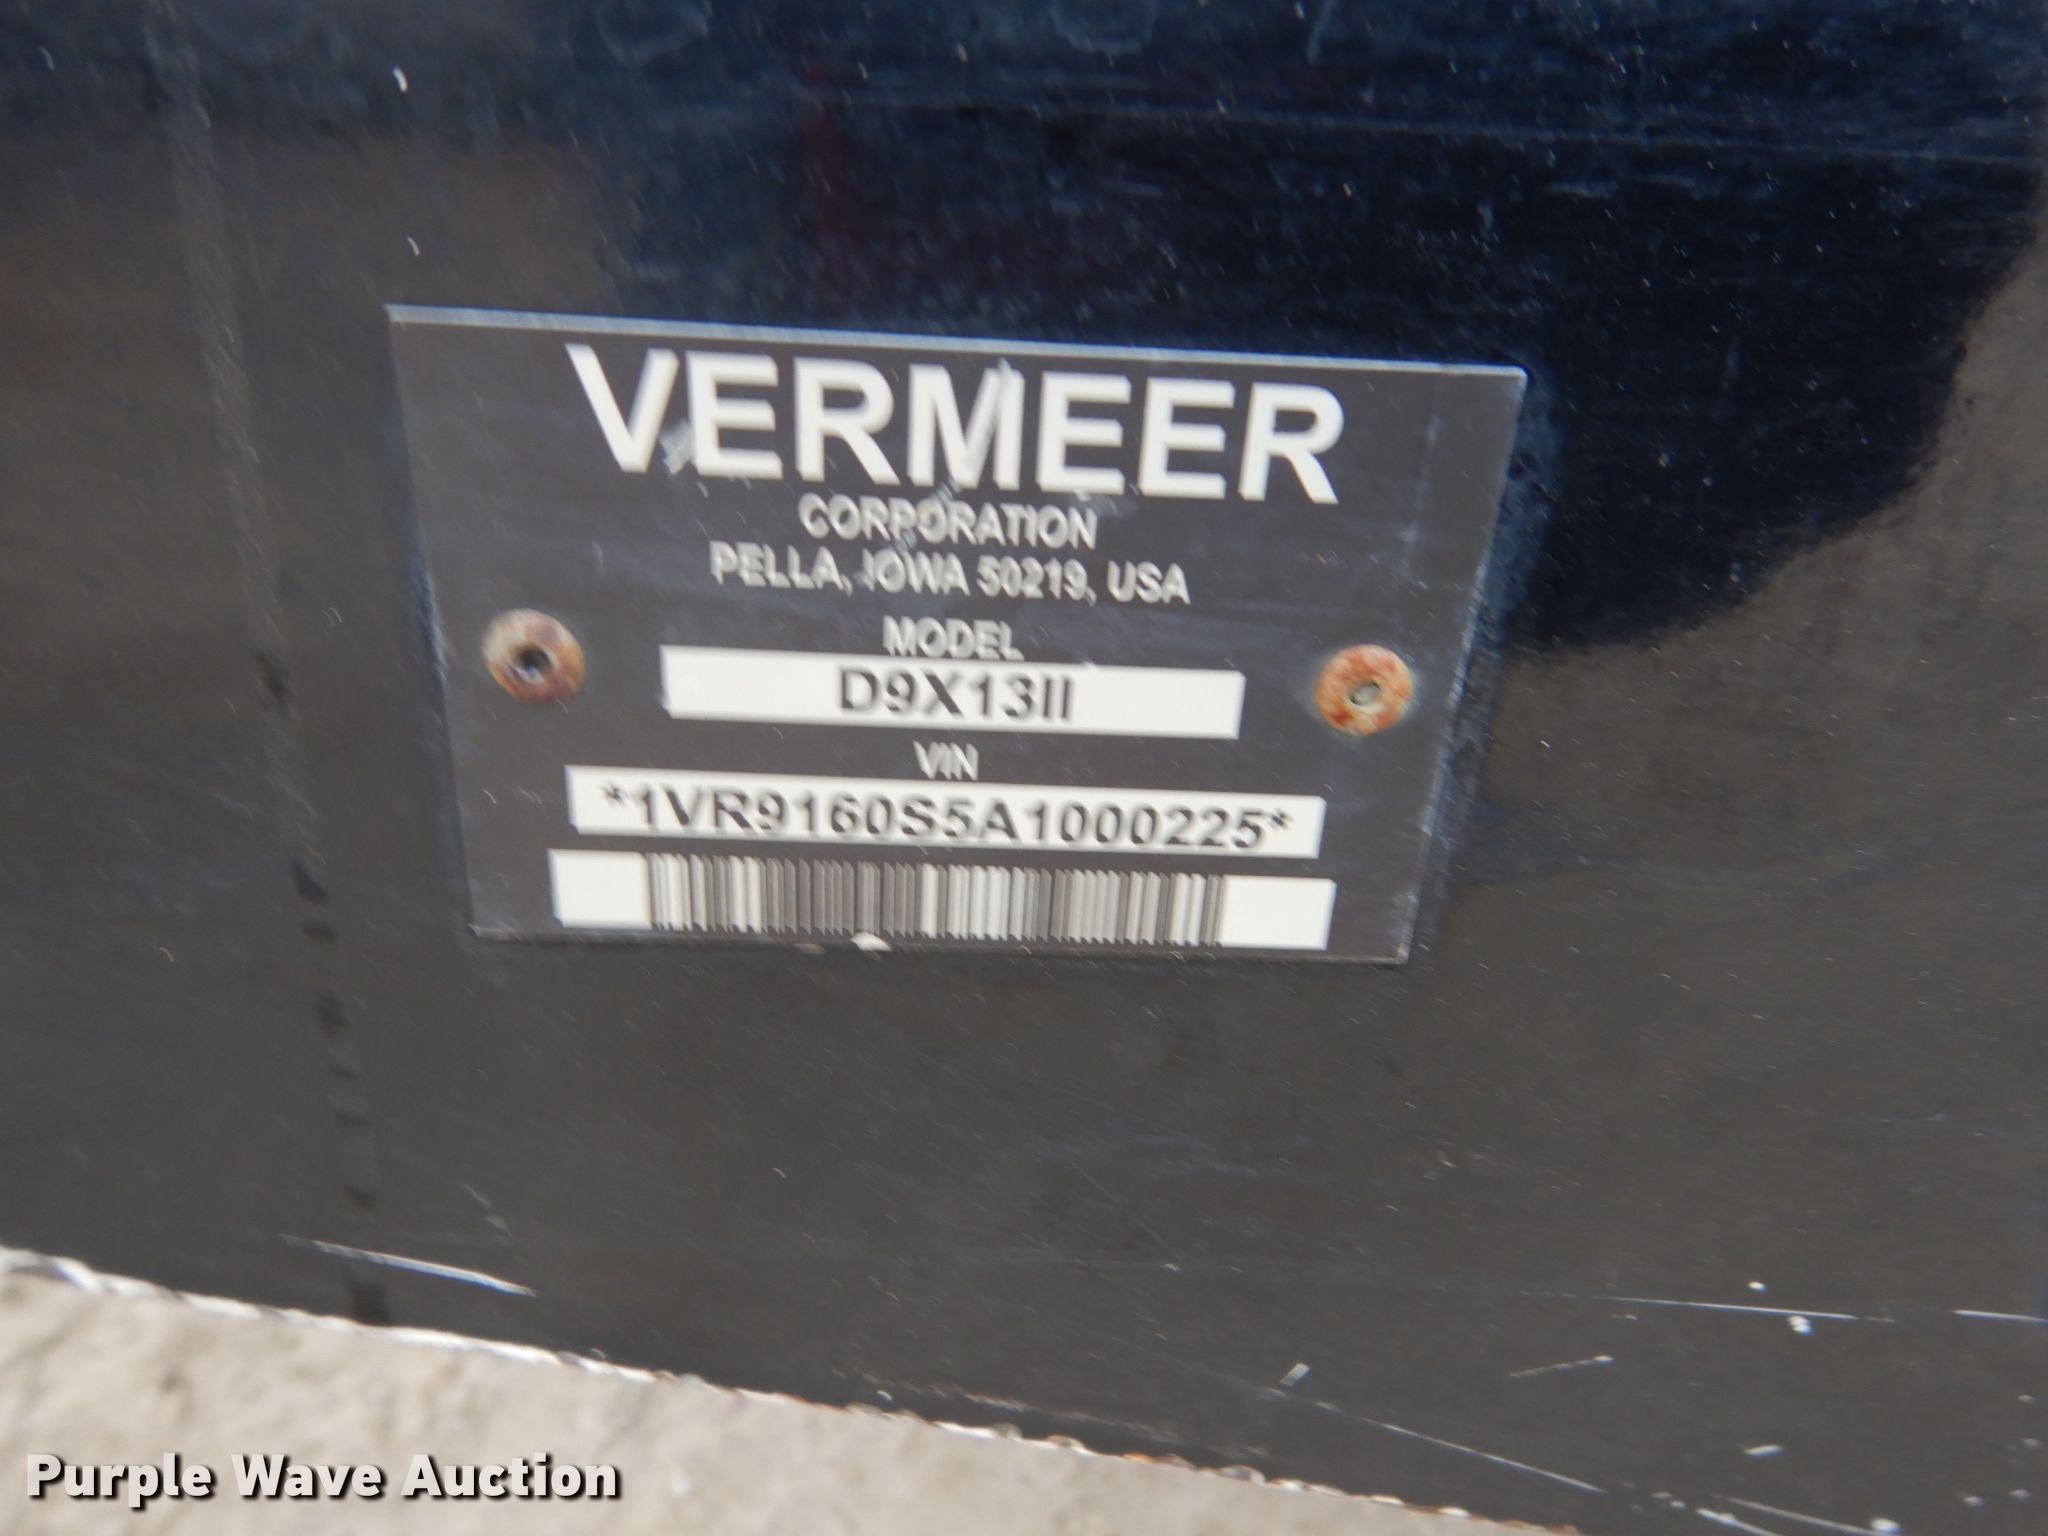 VERMEER
CORPORATION
PELLA, IOWA 50219, USA
MODEL
D9X13II
VIN
*1VR9160S5A1000225*
Purple Wave Auction